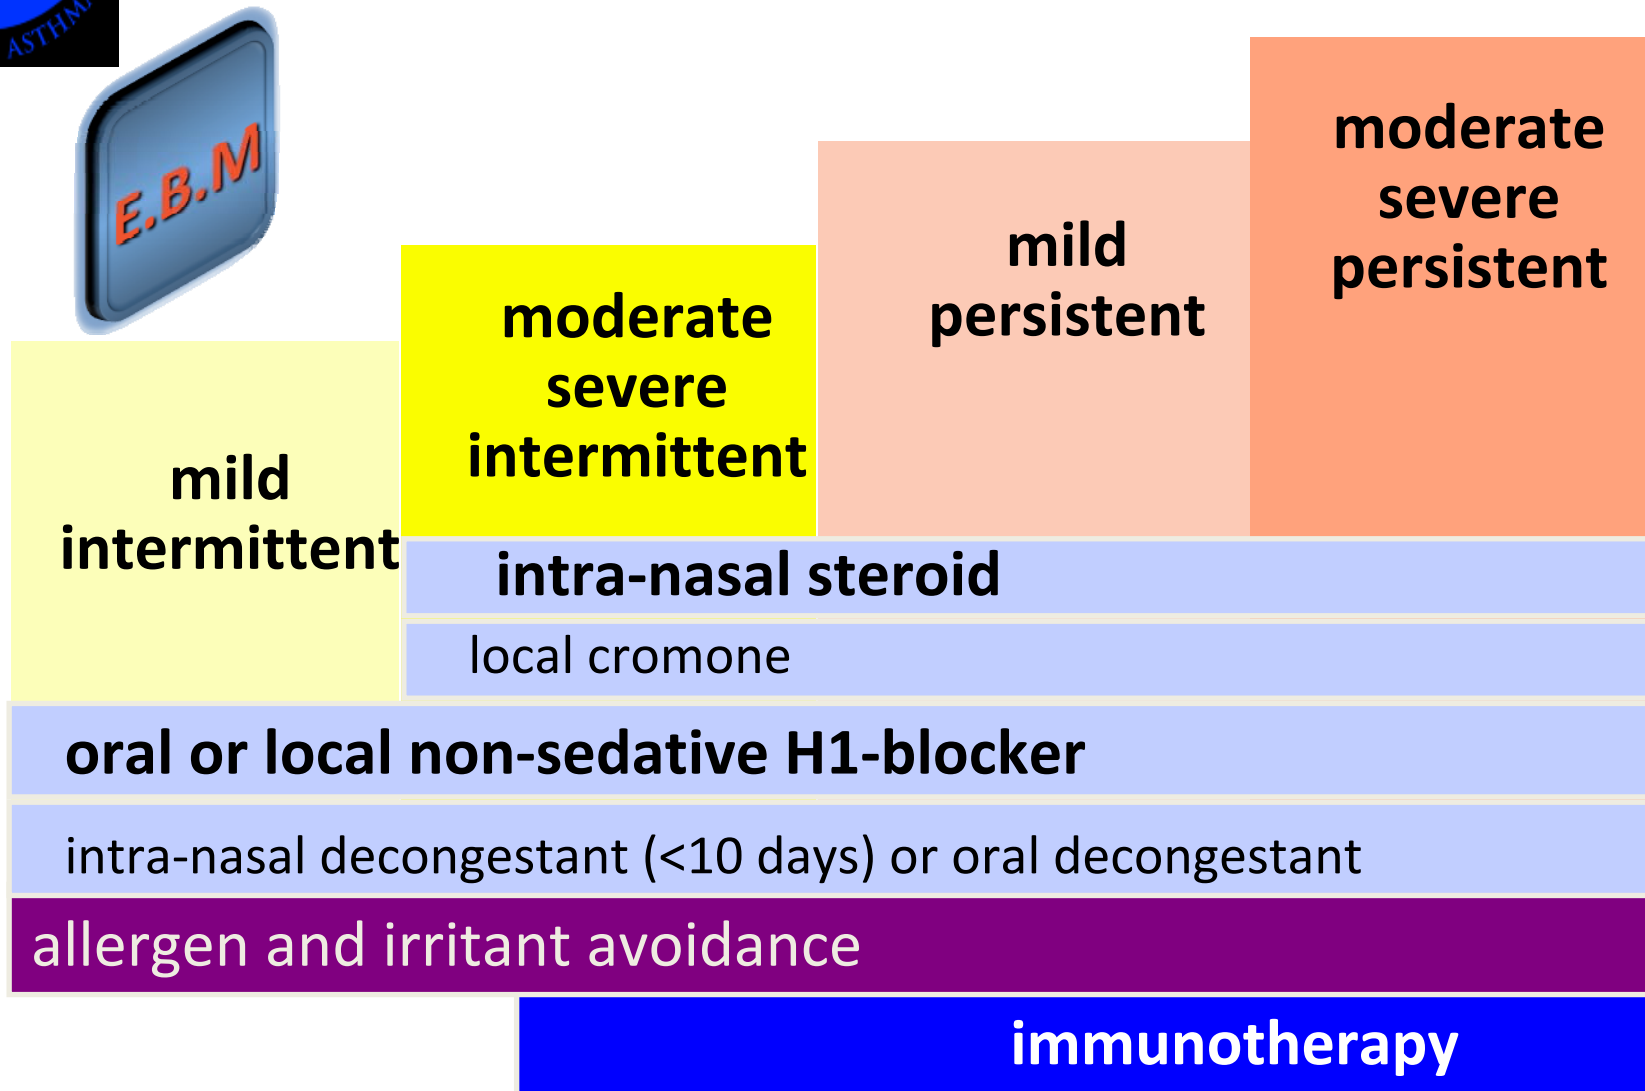 ASTHMA
E.B.M
moderate
severe
persistent
mild
persistent
moderate
severe
intermittent
mild
intermittent
intra-nasal steroid
local cromone
oral or local non-sedative H1-blocker
intra-nasal decongestant (<10 days) or oral decongestant
allergen and irritant avoidance
immunotherapy